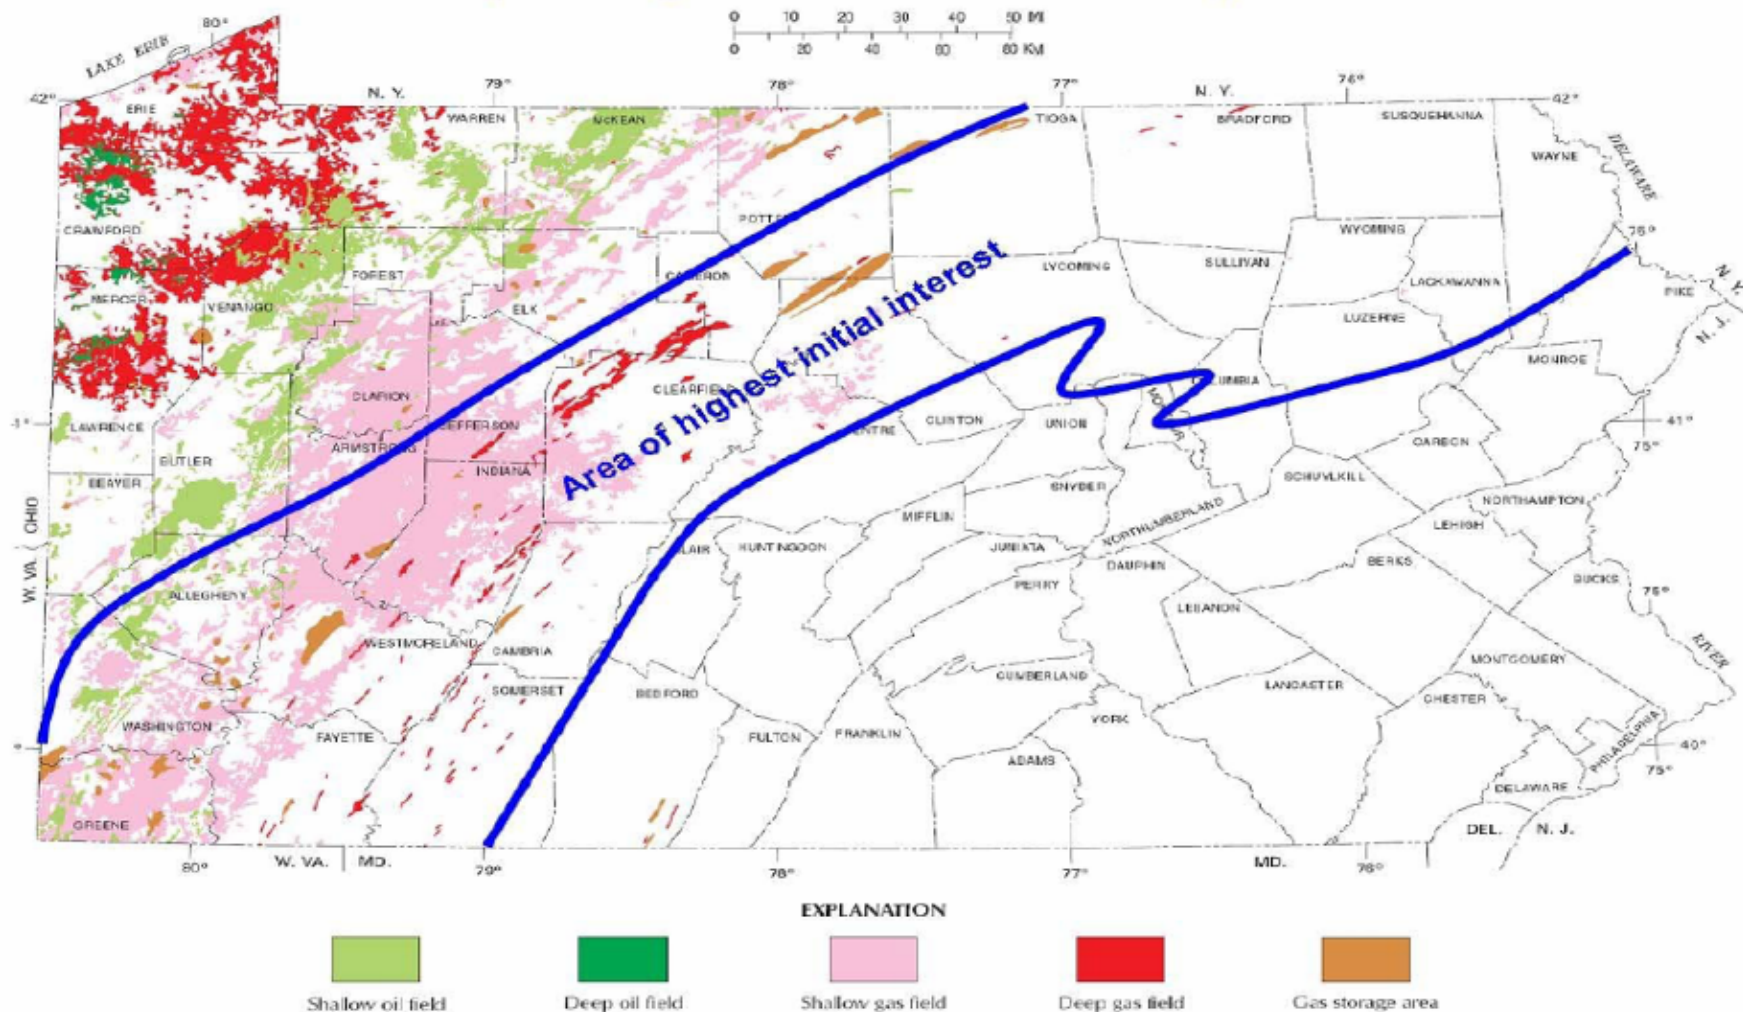 0 10 20 30 40 50 MI
0 20 40 60 80 KM
80°
LAKE ERIE
42°
ERIE
N. Y.
79°
WARREN
McKEAN
78°
77°
TIOGA
N. Y.
BRADFORD
76°
SUSQUEHANNA
42°
WAYNE
DELAWARE
CRAWFORD
POTTER
WYOMING
75°
FOREST
CAMERON
LYCOMING
SULLIVAN
LACKAWANNA
N. Y.
MERCER
VENANGO
ELK
PIKE
N. J.
LUZERNE
MONROE
Area of highest initial interest
CLARION
CLEARFIELD
COLUMBIA
LAWRENCE
JEFFERSON
CENTRE
CLINTON
UNION
41°
75°
ARMSTRONG
CARBON
BUTLER
INDIANA
BEAVER
SNYDER
SCHUYLKILL
NORTHAMPTON
OHIO
W. VA.
MIFFLIN
NORTHUMBERLAND
LEHIGH
BLAIR
HUNTINGDON
JUNIATA
DAUPHIN
BERKS
PERRY
BUCKS
ALLEGHENY
LEBANON
75°
WESTMORELAND
CAMBRIA
RIVER
MONTGOMERY
SOMERSET
BEDFORD
CUMBERLAND
LANCASTER
CHESTER
WASHINGTON
FAYETTE
FULTON
FRANKLIN
YORK
PHILADELPHIA
40°
ADAMS
75°
DELAWARE
GREENE
DEL.
N. J.
80°
W. VA.
MD.
79°
78°
77°
MD.
76°
EXPLANATION
Shallow oil field
Deep oil field
Shallow gas field
Deep gas field
Gas storage area